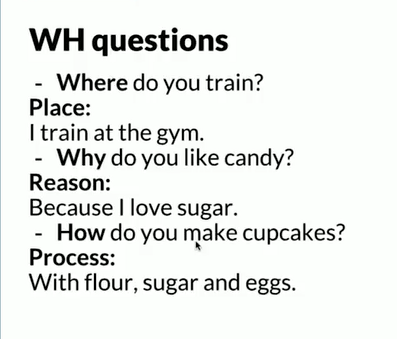 WH questions
- Where do you train?
Place:
I train at the gym.
- Why do you like candy?
Reason:
Because I love sugar.
- How do you make cupcakes?
Process:
With flour, sugar and eggs.